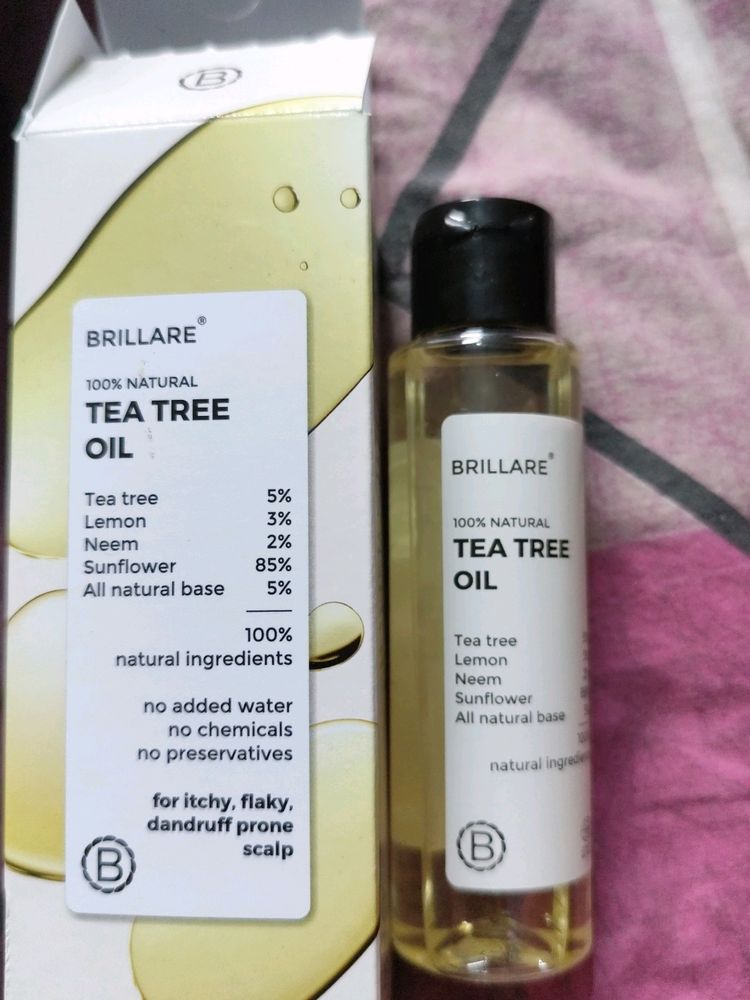 B
BRILLARE®
100% NATURAL
TEA TREE
OIL
Tea tree 5%
Lemon 3%
Neem 2%
Sunflower 85%
All natural base 5%
100%
natural ingredients
no added water
no chemicals
no preservatives
for itchy, flaky,
dandruff prone
scalp
B
BRILLARE®
100% NATURAL
TEA TREE
OIL
Tea tree
Lemon
Neem
Sunflower
All natural base
natural
B